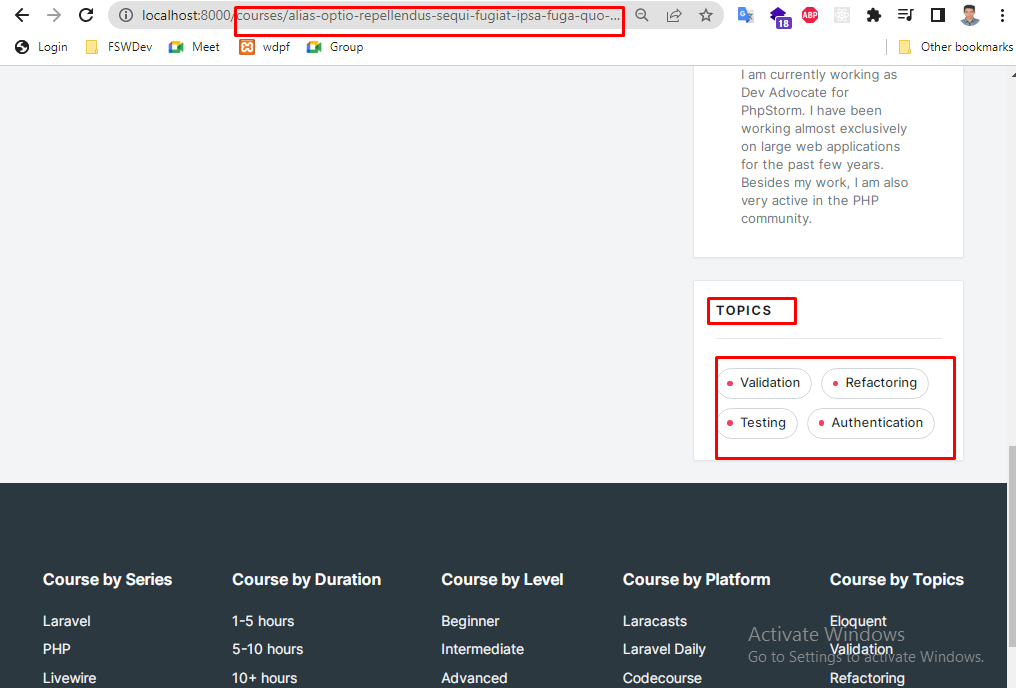 localhost:8000/courses/alias-optio-repellendus-sequi-fugiat-ipsa-fuga-quo-...
18
ABP
Login FSWDev Meet wdpf Group Other bookmarks
I am currently working as
Dev Advocate for
PhpStorm. I have been
working almost exclusively
on large web applications
for the past few years.
Besides my work, I am also
very active in the PHP
community.
TOPICS
Validation Refactoring
Testing Authentication
Course by Series Course by Duration Course by Level Course by Platform Course by Topics
Laravel 1-5 hours Beginner Laracasts Eloquent
Activate Windows
PHP 5-10 hours Intermediate Laravel Daily Validation
Go to Settings to activate Windows.
Livewire 10+ hours Advanced Codecourse Refactoring